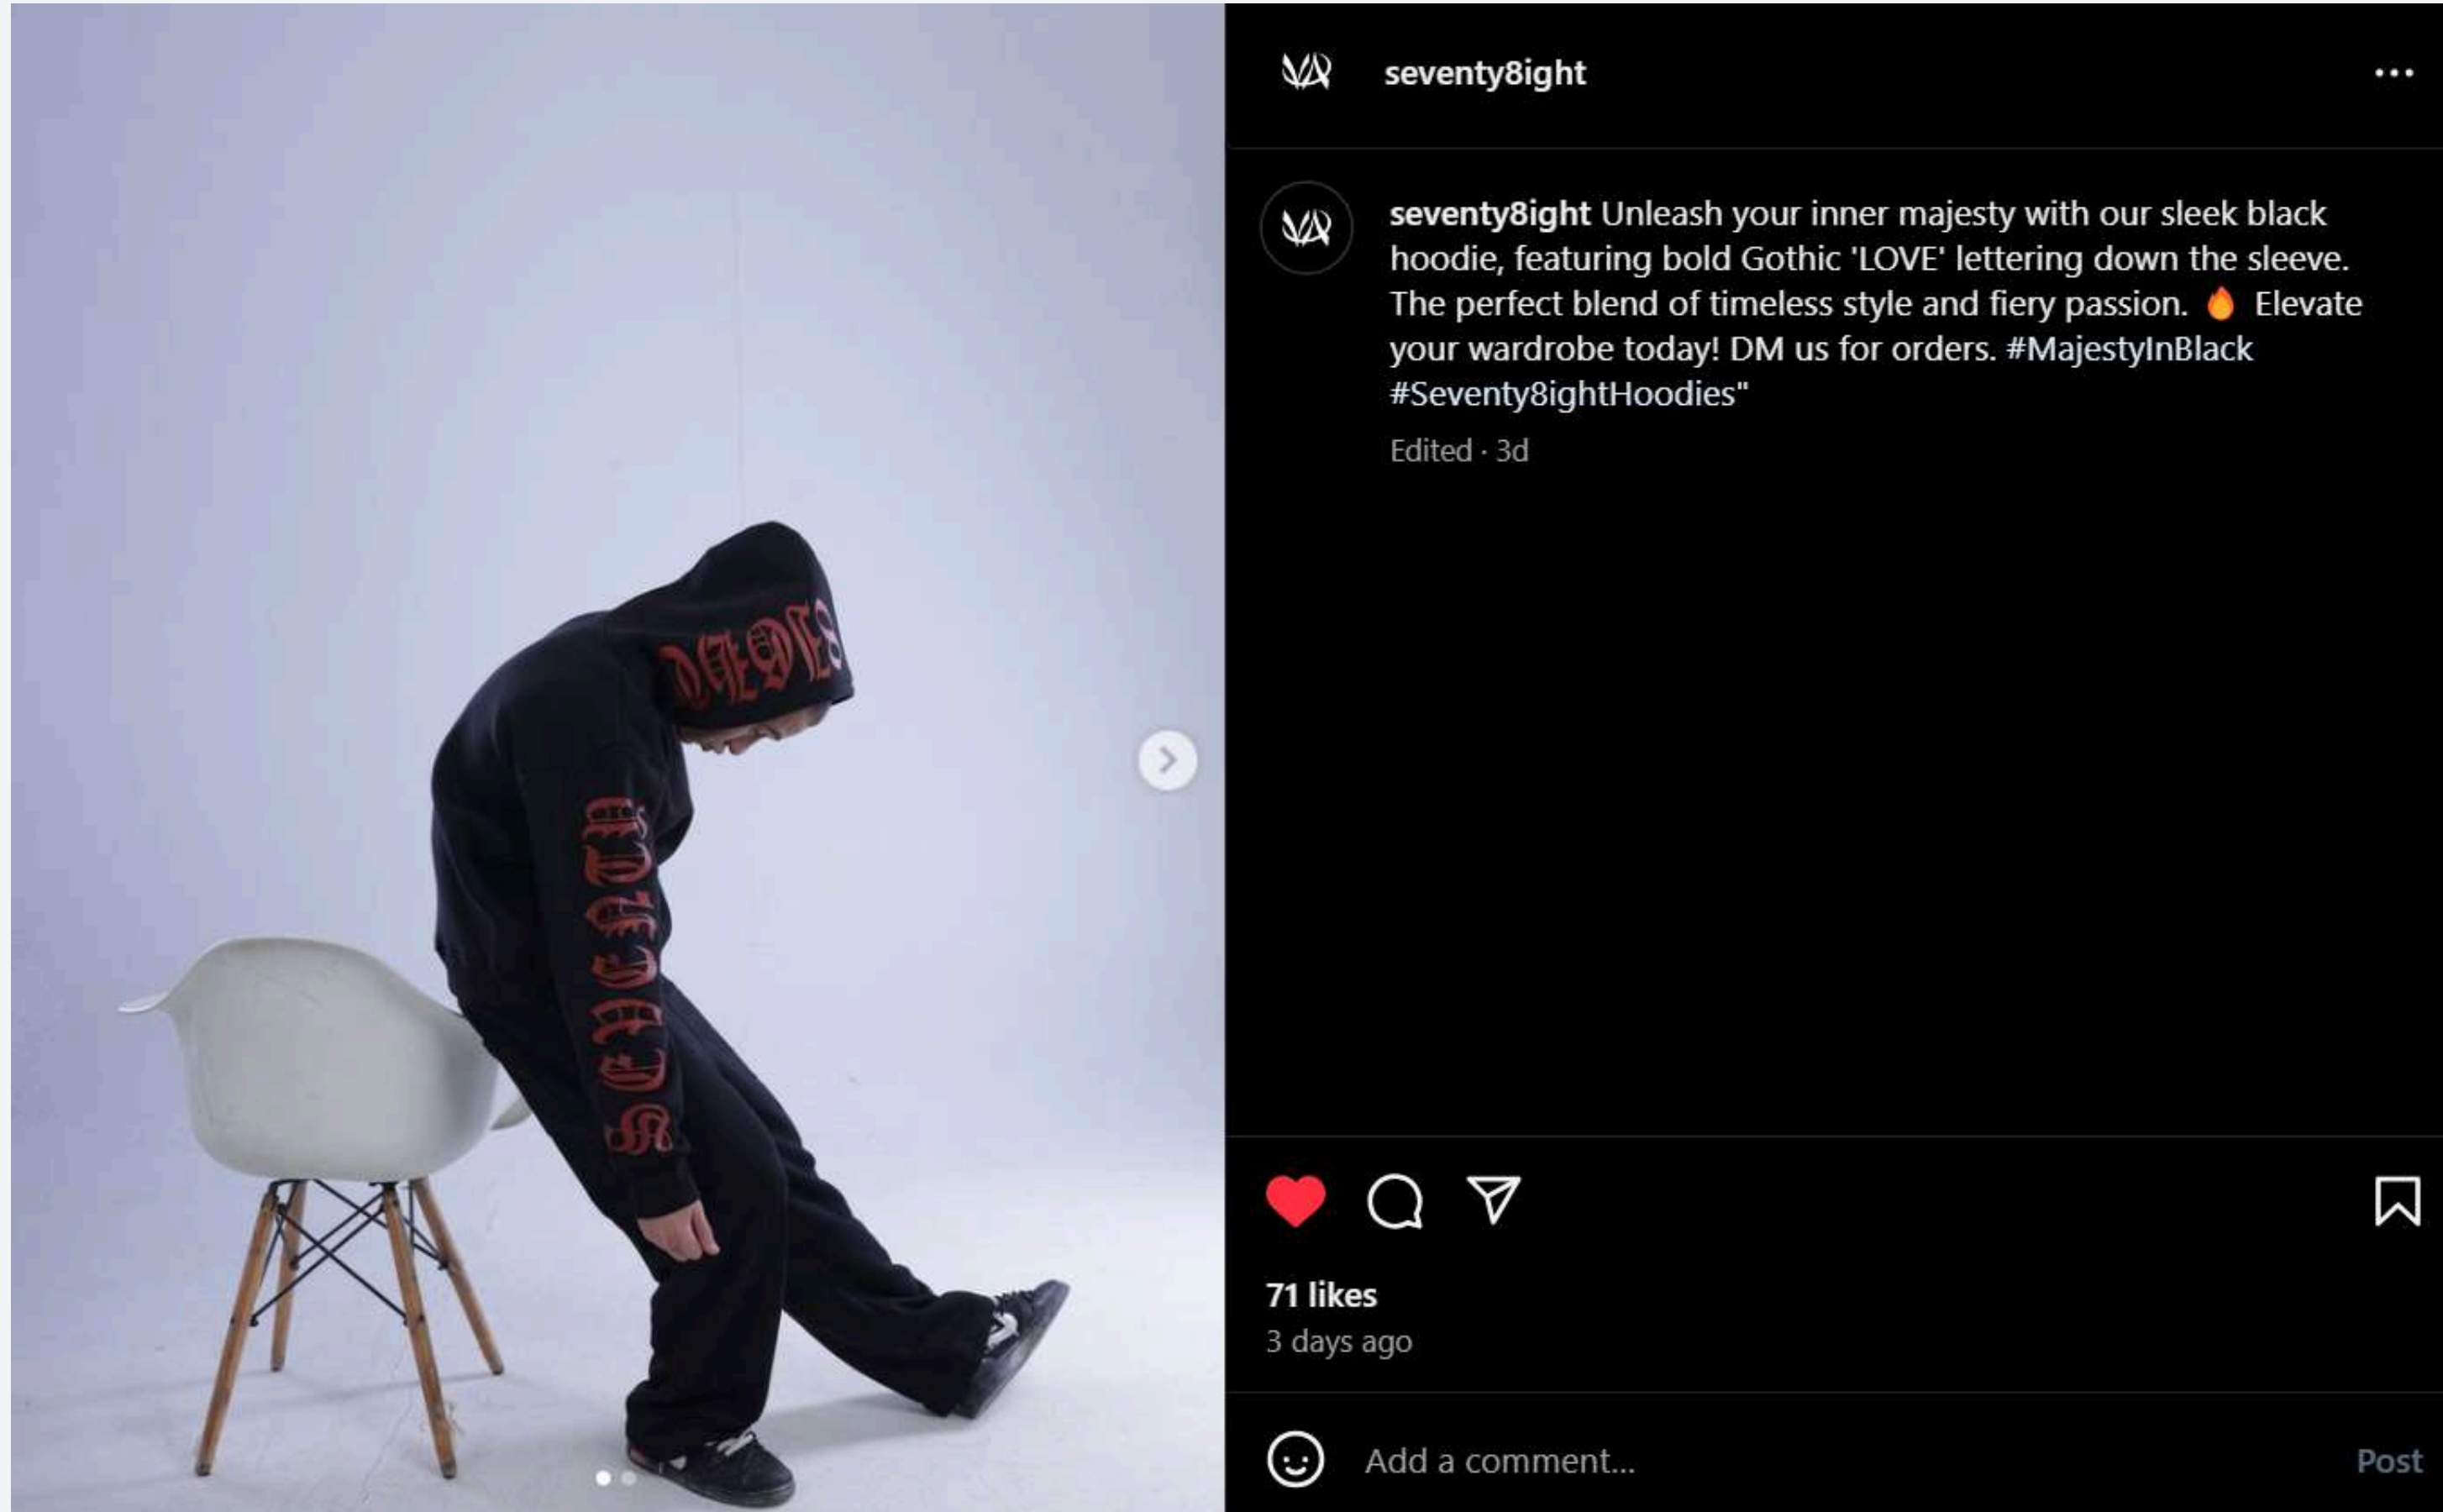 seventy8ight
seventy8ight Unleash your inner majesty with our sleek black
hoodie, featuring bold Gothic 'LOVE' lettering down the sleeve.
The perfect blend of timeless style and fiery passion. 🔥 Elevate
your wardrobe today! DM us for orders. #MajestyInBlack
#Seventy8ightHoodies"
Edited · 3d
SEVENTY
71 likes
3 days ago
Add a comment...
Post